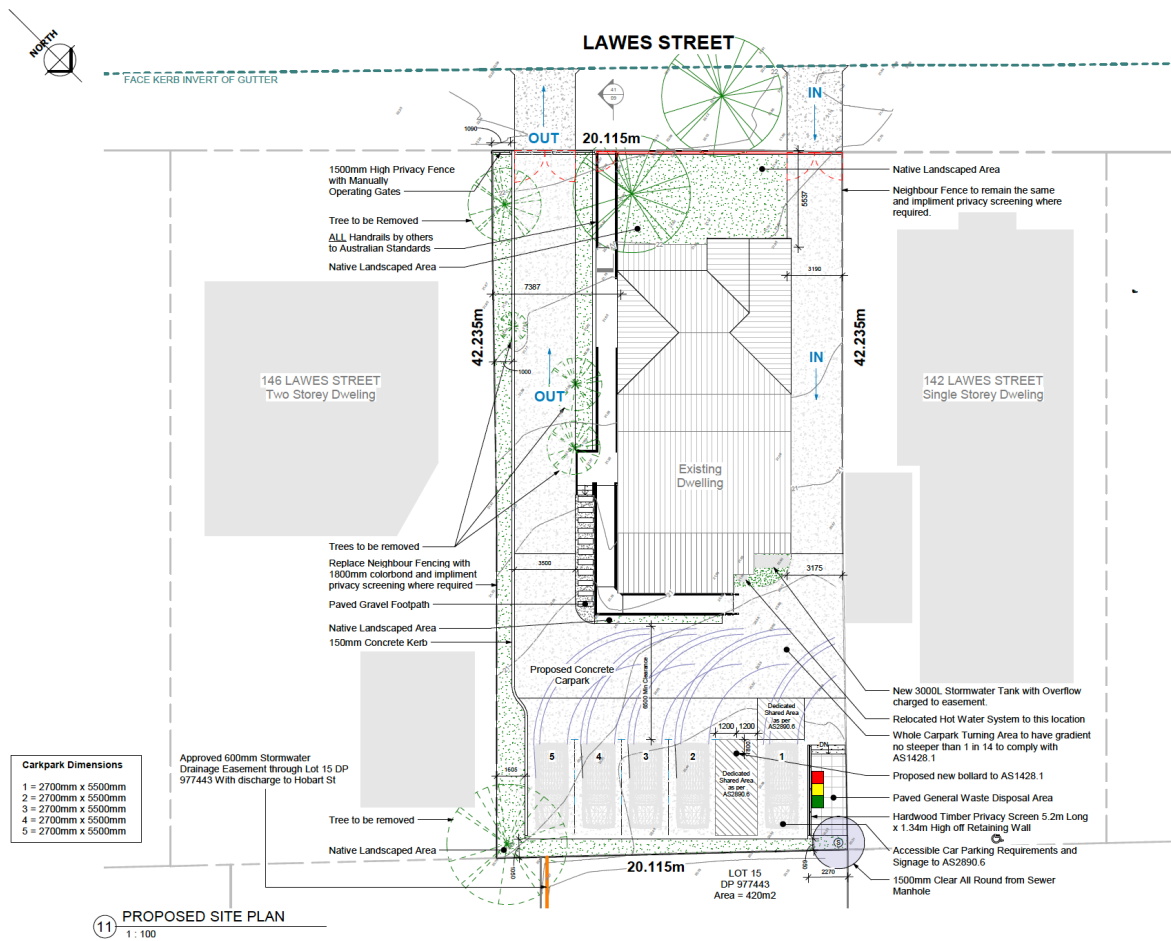 LAWES STREET
NORTH
FACE KERB INVERT OF GUTTER
22
41
09
OUT
IN
20.115m
1090
1500mm High Privacy Fence
with Manually
Operating Gates
Tree to be Removed
ALL Handrails by others
to Australian Standards
Native Landscaped Area
Native Landscaped Area
Neighbour Fence to remain the same
and impliment privacy screening where
required.
5537
3190
7387
42.235m
42.235m
146 LAWES STREET
Two Storey Dweling
1000
OUT
IN
142 LAWES STREET
Single Storey Dweling
Existing
Dwelling
21
Trees to be removed
Replace Neighbour Fencing with
1800mm colorbond and impliment
privacy screening where required
3500
3175
Paved Gravel Footpath
Native Landscaped Area
150mm Concrete Kerb
Proposed Concrete
Carpark
6500 Min Clearance
New 3000L Stormwater Tank with Overflow
charged to easement.
Relocated Hot Water System to this location
Whole Carpark Turning Area to have gradient
no steeper than 1 in 14 to comply with
AS1428.1
Dedicated
Shared Area
as per
AS2890.6
1200
1200
800
DN
5
4
3
2
1
Dedicated
Shared Area
as per
AS2890.6
1505
Carkpark Dimensions
1 = 2700mm x 5500mm
2 = 2700mm x 5500mm
3 = 2700mm x 5500mm
4 = 2700mm x 5500mm
5 = 2700mm x 5500mm
Approved 600mm Stormwater
Drainage Easement through Lot 15 DP
977443 With discharge to Hobart St
Tree to be removed
Native Landscaped Area
Proposed new bollard to AS1428.1
Paved General Waste Disposal Area
Hardwood Timber Privacy Screen 5.2m Long
x 1.34m High off Retaining Wall
Accessible Car Parking Requirements and
Signage to AS2890.6
1500mm Clear All Round from Sewer
Manhole
S
2270
20.115m
LOT 15
DP 977443
Area = 420m2
11
PROPOSED SITE PLAN
1 : 100